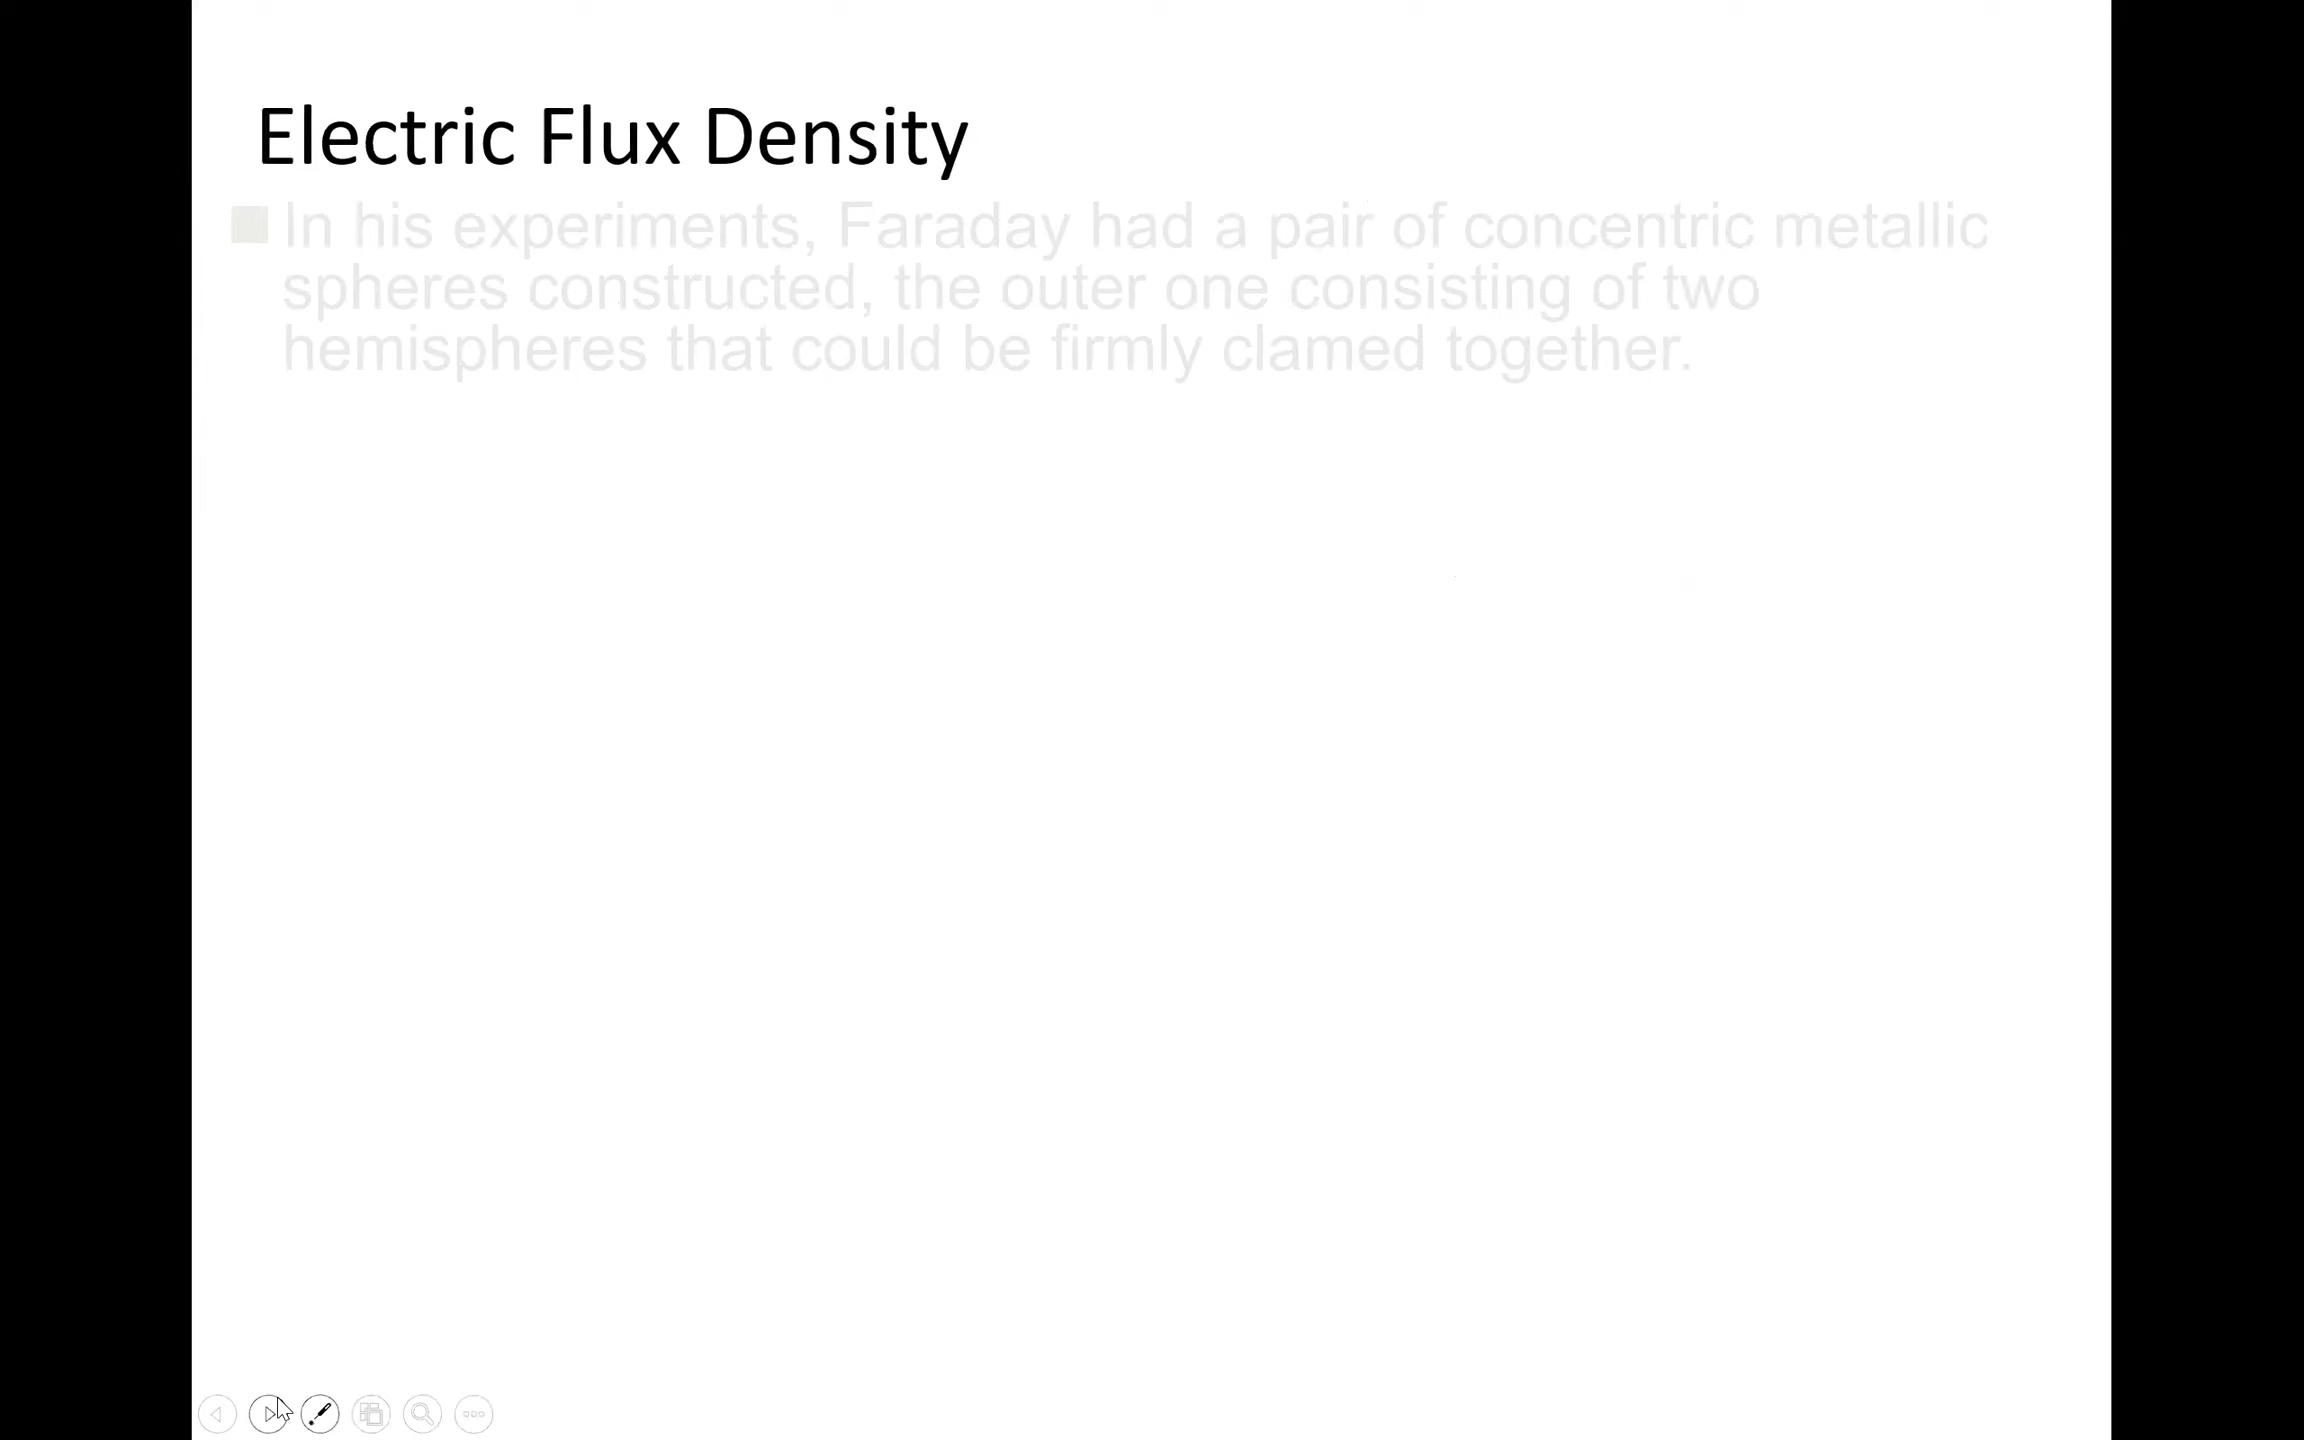 Electric Flux Density
In his experiments, Faraday had a pair of concentric metallic
spheres constructed, the outer one consisting of two
hemispheres that could be firmly clamed together.